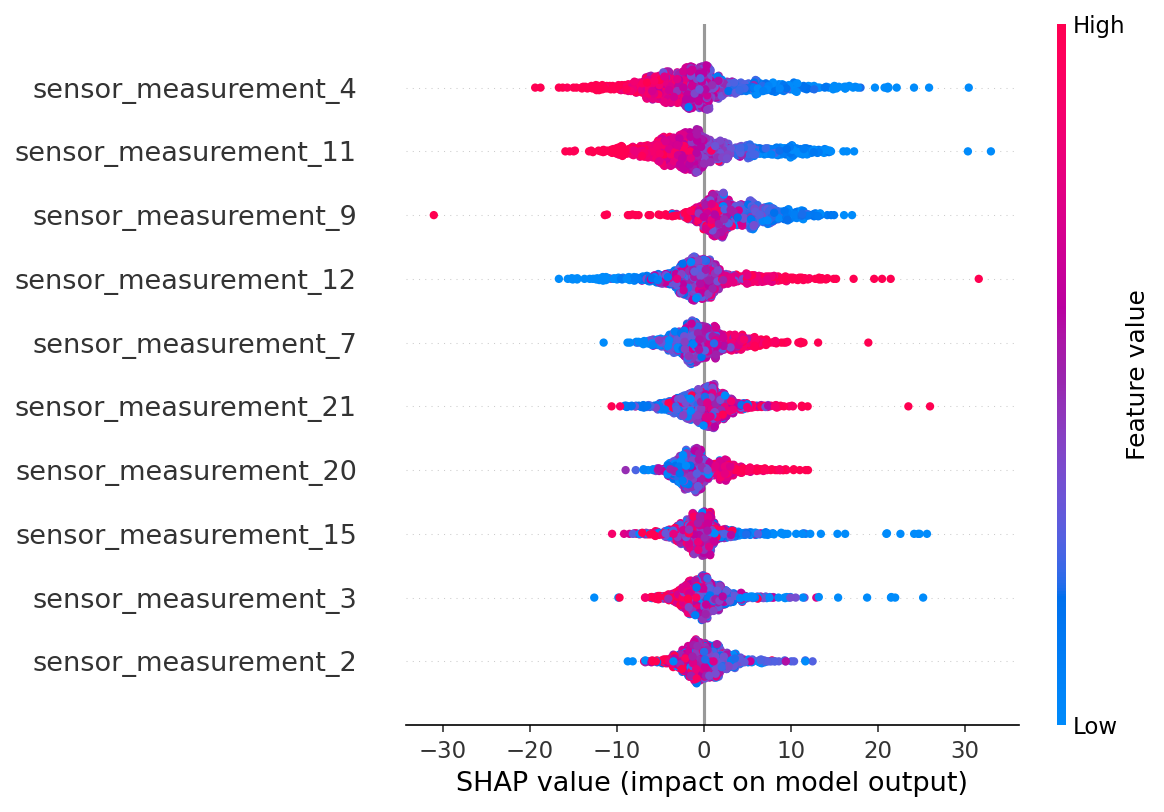 High
sensor_measurement_4
sensor_measurement_11
sensor_measurement_9
sensor_measurement_12
sensor_measurement_7
sensor_measurement_21
sensor_measurement_20
sensor_measurement_15
sensor_measurement_3
sensor_measurement_2
Feature value
Low
−30 −20 −10 0 10 20 30
SHAP value (impact on model output)